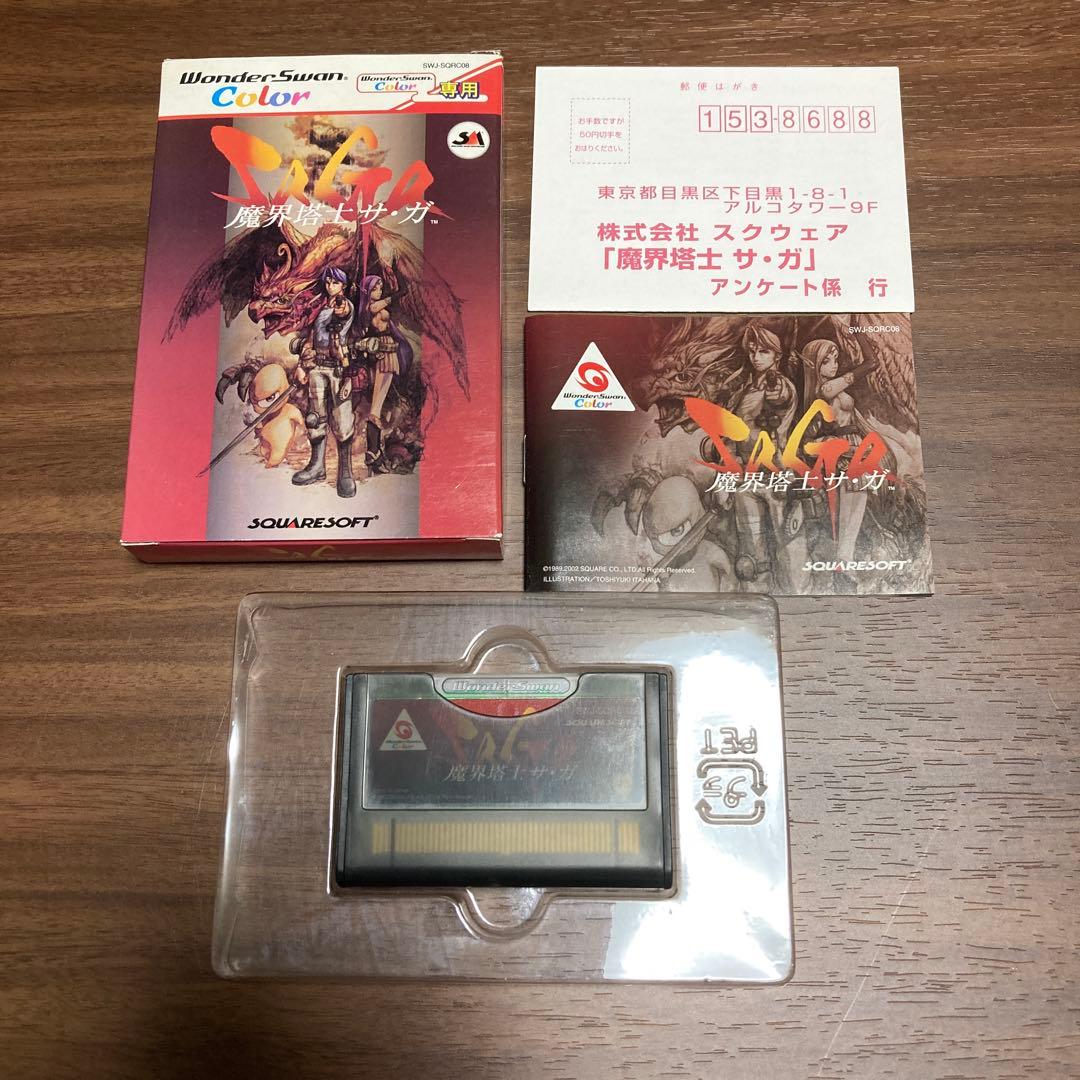 SWJ-SQRC08
WonderSwan®
Color
WonderSwan®
Color
専用
SaGa
魔界塔士 サ・ガ™
SQUARESOFT®
郵便はがき
お手数ですが
50円切手を
おはりください。
153-8688
東京都目黒区下目黒1-8-1
アルコタワー9F
株式会社 スクウェア
「魔界塔士 サ・ガ」
アンケート係 行
SWJ-SQRC08
WonderSwan®
Color
SaGa
魔界塔士 サ・ガ™
©1989,2002 SQUARE CO., LTD.All Rights Reserved.
ILLUSTRATION／TOSHIYUKI ITAHANA
SQUARESOFT®
WonderSwan
SQUARESOFT
WonderSwan
Color
SaGa
魔界塔士 サ・ガ
PET